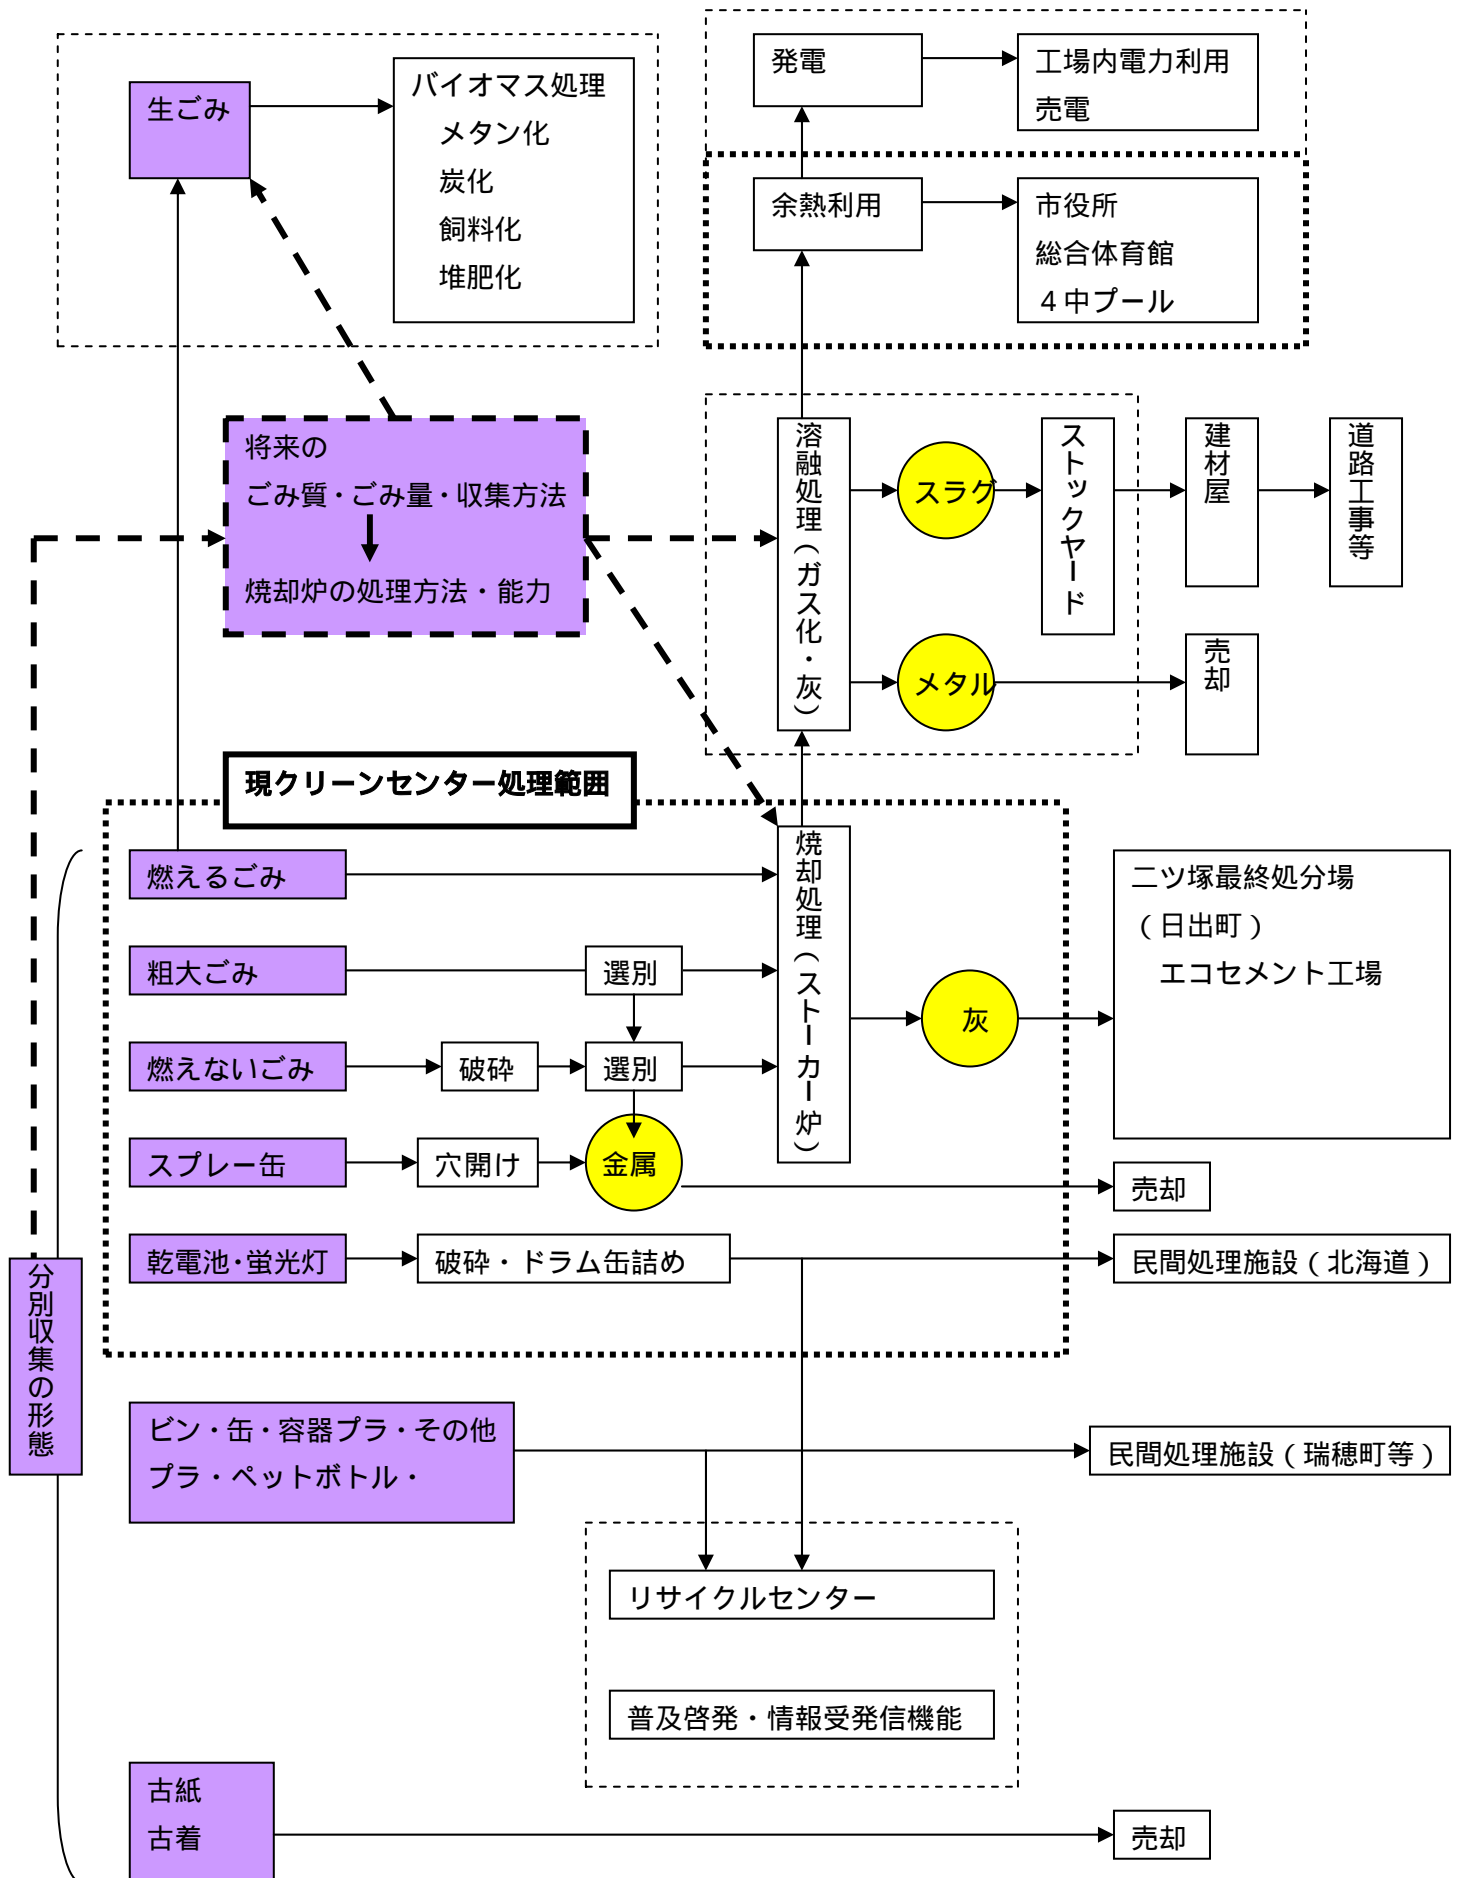 生ごみ
バイオマス処理
メタン化
炭化
飼料化
堆肥化
発電
工場内電力利用
売電
余熱利用
市役所
総合体育館
４中プール
将来の
ごみ質・ごみ量・収集方法
焼却炉の処理方法・能力
溶融処理（ガス化・灰）
スラグ
ストックヤード
建材屋
道路工事等
メタル
売却
現クリーンセンター処理範囲
燃えるごみ
粗大ごみ
選別
燃えないごみ
破砕
選別
スプレー缶
穴開け
金属
乾電池・蛍光灯
破砕・ドラム缶詰め
焼却処理（ストーカー炉）
灰
二ツ塚最終処分場
（日出町）
エコセメント工場
売却
民間処理施設（北海道）
分別収集の形態
ビン・缶・容器プラ・その他
プラ・ペットボトル・
民間処理施設（瑞穂町等）
リサイクルセンター
普及啓発・情報受発信機能
古紙
古着
売却